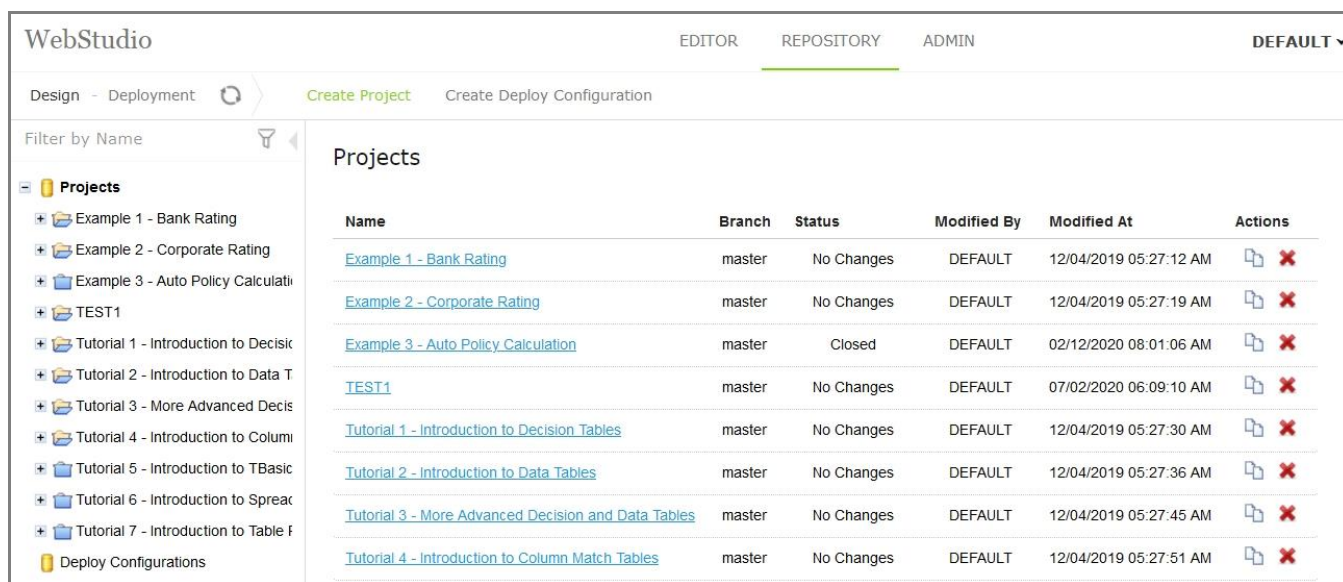 WebStudio EDITOR REPOSITORY ADMIN DEFAULT
Design - Deployment Create Project Create Deploy Configuration
Filter by Name
Projects
Example 1 - Bank Rating
Example 2 - Corporate Rating
Example 3 - Auto Policy Calculati
TEST1
Tutorial 1 - Introduction to Decisic
Tutorial 2 - Introduction to Data T
Tutorial 3 - More Advanced Decis
Tutorial 4 - Introduction to Colum
Tutorial 5 - Introduction to TBasic
Tutorial 6 - Introduction to Spread
Tutorial 7 - Introduction to Table
Deploy Configurations
Projects
Name Branch Status Modified By Modified At Actions
Example 1 - Bank Rating master No Changes DEFAULT 12/04/2019 05:27:12 AM
Example 2 - Corporate Rating master No Changes DEFAULT 12/04/2019 05:27:19 AM
Example 3 - Auto Policy Calculation master Closed DEFAULT 02/12/2020 08:01:06 AM
TEST1 master No Changes DEFAULT 07/02/2020 06:09:10 AM
Tutorial 1 - Introduction to Decision Tables master No Changes DEFAULT 12/04/2019 05:27:30 AM
Tutorial 2 - Introduction to Data Tables master No Changes DEFAULT 12/04/2019 05:27:36 AM
Tutorial 3 - More Advanced Decision and Data Tables master No Changes DEFAULT 12/04/2019 05:27:45 AM
Tutorial 4 - Introduction to Column Match Tables master No Changes DEFAULT 12/04/2019 05:27:51 AM